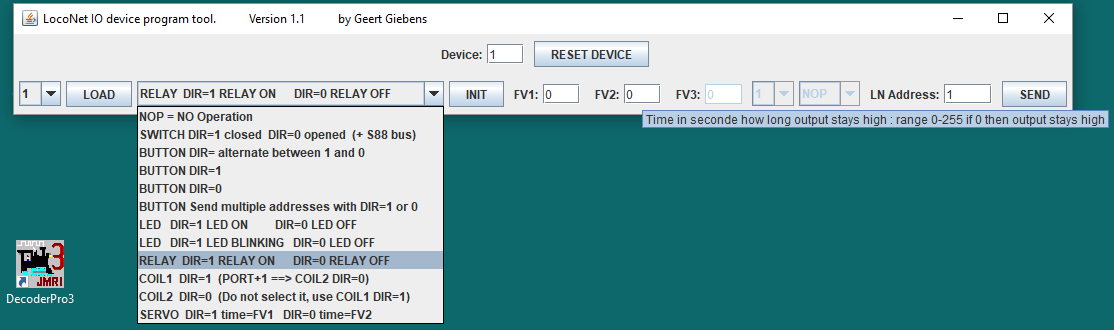 LocoNet IO device program tool. Version 1.1 by Geert Giebens
Device: 1 RESET DEVICE
1 LOAD RELAY DIR=1 RELAY ON DIR=0 RELAY OFF INIT FV1: 0 FV2: 0 FV3: 0 1 NOP LN Address: 1 SEND
Time in seconde how long output stays high : range 0-255 if 0 then output stays high
NOP = NO Operation
SWITCH DIR=1 closed DIR=0 opened (+ S88 bus)
BUTTON DIR= alternate between 1 and 0
BUTTON DIR=1
BUTTON DIR=0
BUTTON Send multiple addresses with DIR=1 or 0
LED DIR=1 LED ON DIR=0 LED OFF
LED DIR=1 LED BLINKING DIR=0 LED OFF
RELAY DIR=1 RELAY ON DIR=0 RELAY OFF
COIL1 DIR=1 (PORT+1 ==> COIL2 DIR=0)
COIL2 DIR=0 (Do not select it, use COIL1 DIR=1)
SERVO DIR=1 time=FV1 DIR=0 time=FV2
3
JMRI
DecoderPro3